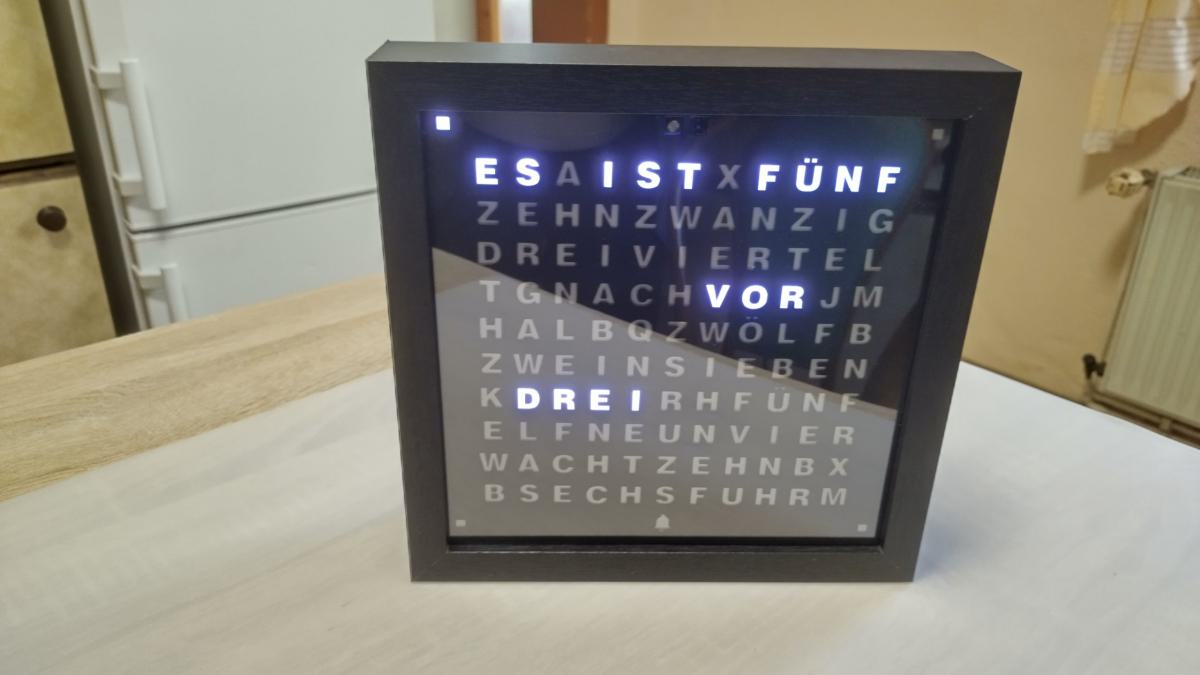 ESAISTXFÜNF
ZEHNZWANZIG
DREIVIERTEL
TGNACHVORJM
HALBQZWÖLFB
ZWEINSIEBEN
KDREIRHFÜNF
ELFNEUNVIER
WACHTZEHNBX
BSECHSFUHRM